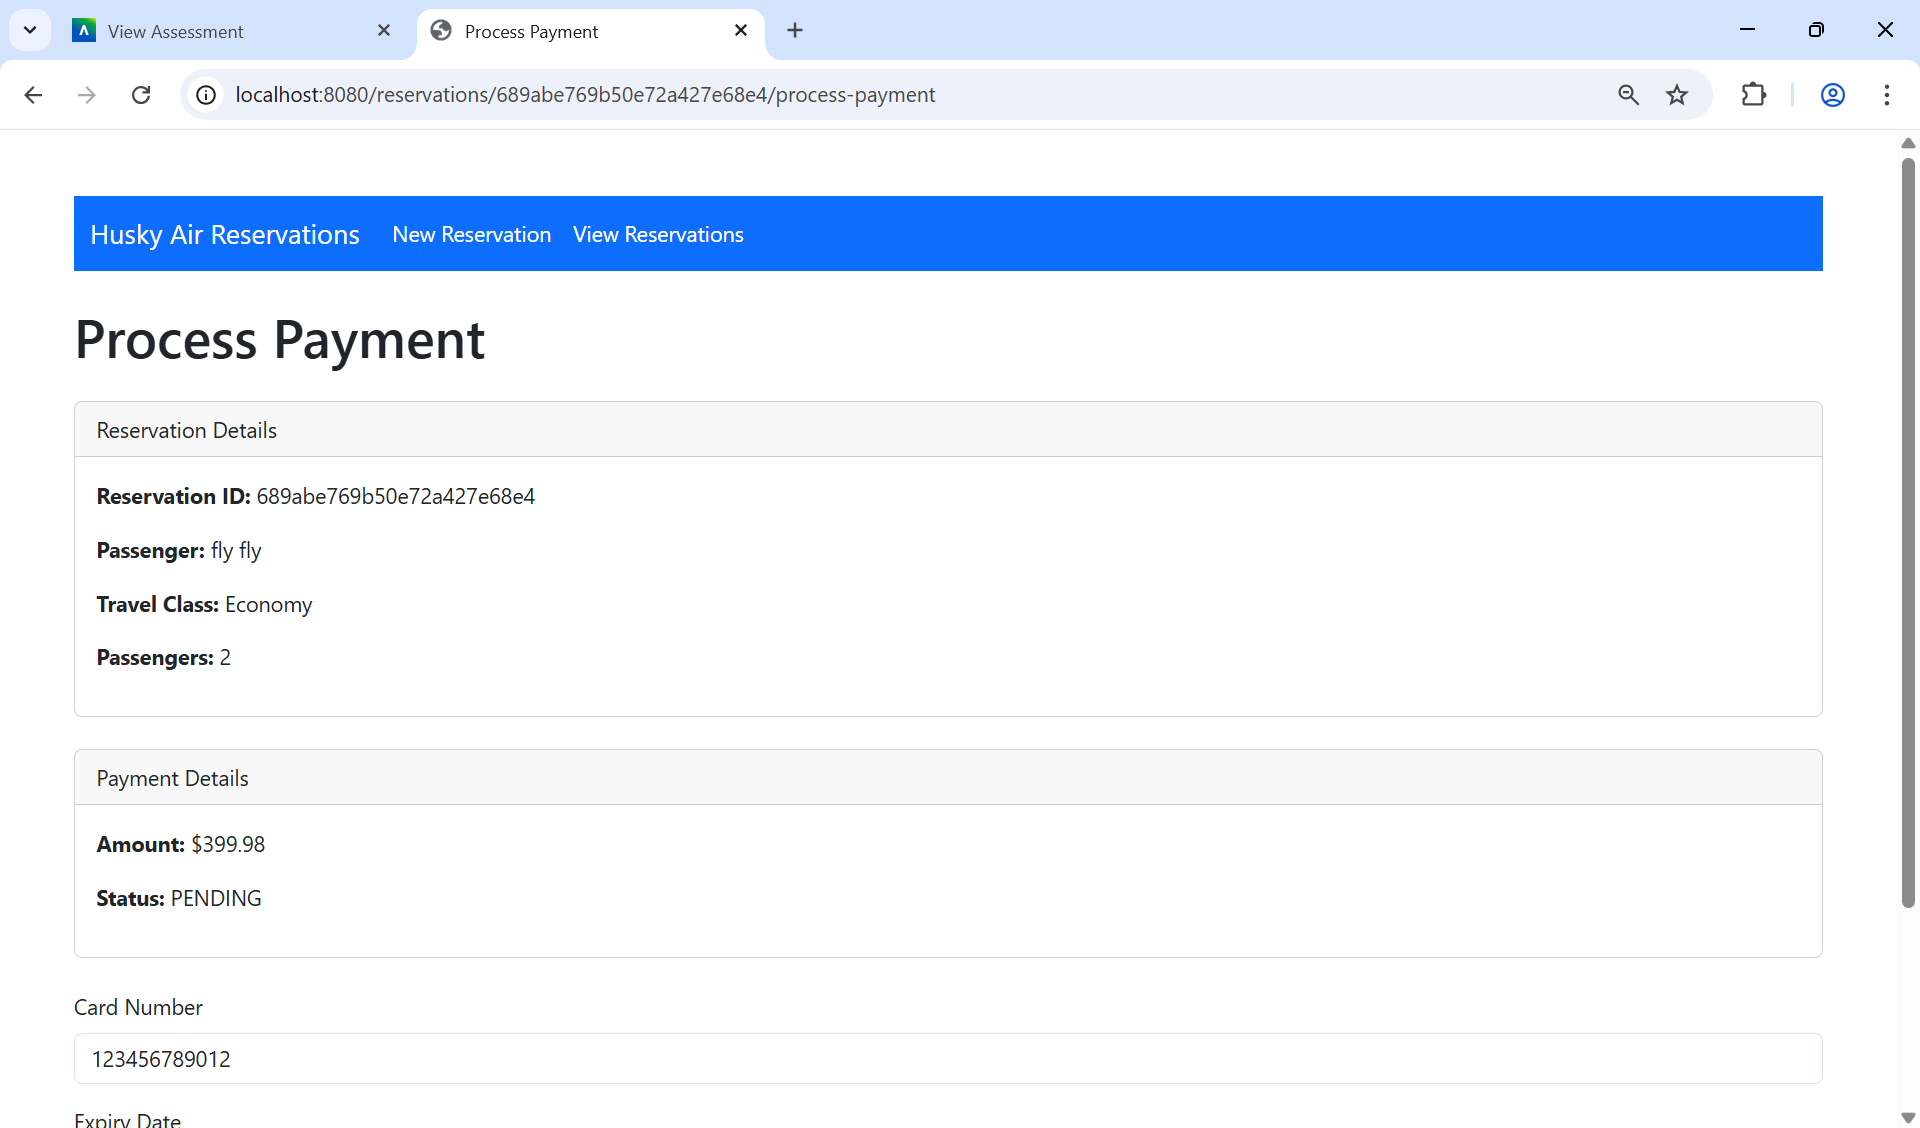 View Assessment
Process Payment
localhost:8080/reservations/689abe769b50e72a427e68e4/process-payment
Husky Air Reservations New Reservation View Reservations
Process Payment
Reservation Details
Reservation ID: 689abe769b50e72a427e68e4
Passenger: fly fly
Travel Class: Economy
Passengers: 2
Payment Details
Amount: $399.98
Status: PENDING
Card Number
123456789012
Expiry Date